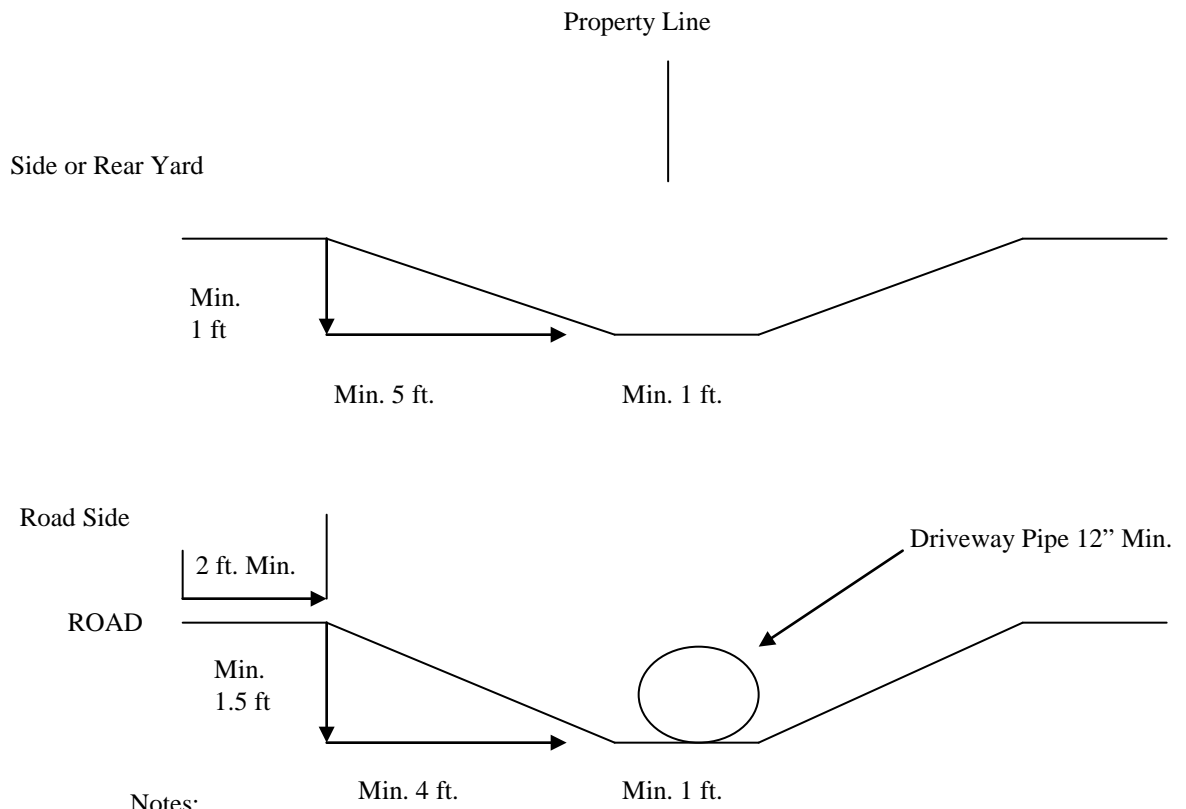 Property Line
Side or Rear Yard
Min.
1 ft
Min. 5 ft.
Min. 1 ft.
Road Side
Driveway Pipe 12” Min.
2 ft. Min.
ROAD
Min.
1.5 ft
Min. 4 ft.
Min. 1 ft.
Notes: